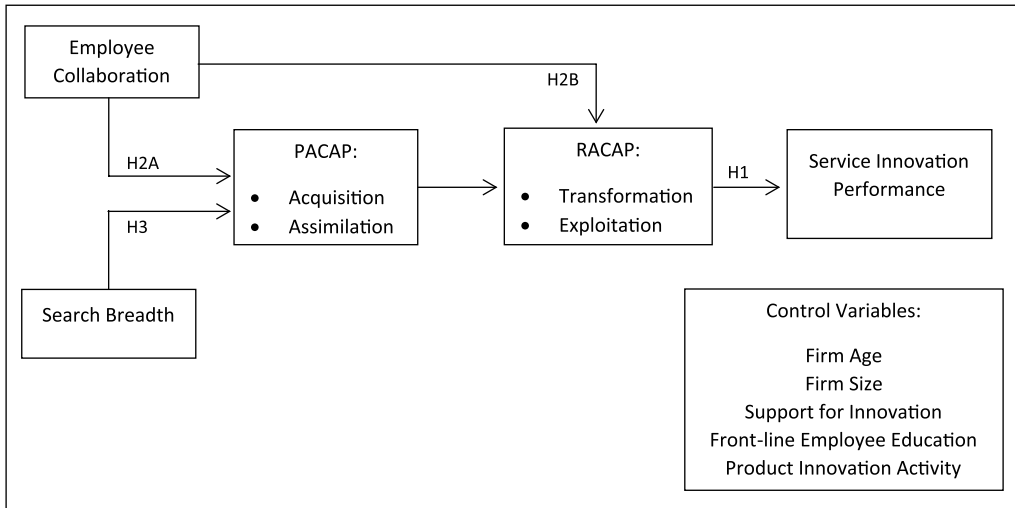 Employee
Collaboration
H2B
H2A
PACAP:
• Acquisition
• Assimilation
RACAP:
• Transformation
• Exploitation
H1
Service Innovation
Performance
H3
Search Breadth
Control Variables:
Firm Age
Firm Size
Support for Innovation
Front-line Employee Education
Product Innovation Activity